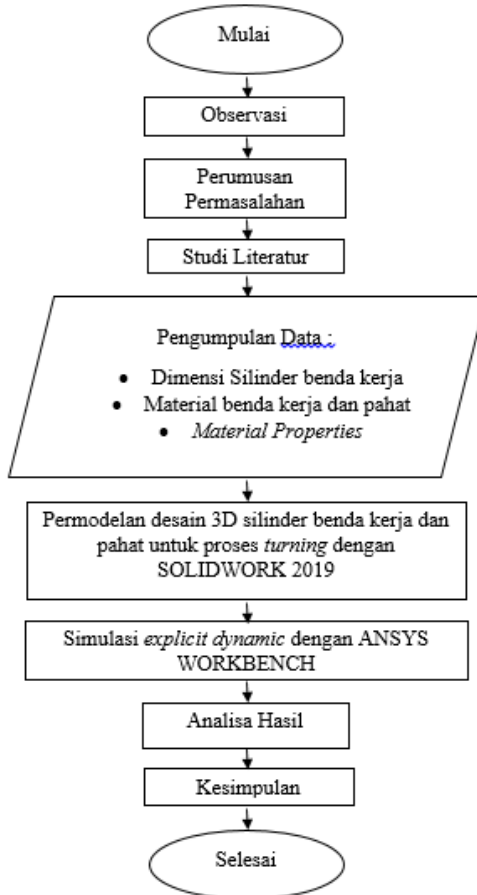 Mulai
Observasi
Perumusan
Permasalahan
Studi Literatur
Pengumpulan Data :
• Dimensi Silinder benda kerja
• Material benda kerja dan pahat
• Material Properties
Permodelan desain 3D silinder benda kerja dan
pahat untuk proses turning dengan
SOLIDWORK 2019
Simulasi explicit dynamic dengan ANSYS
WORKBENCH
Analisa Hasil
Kesimpulan
Selesai